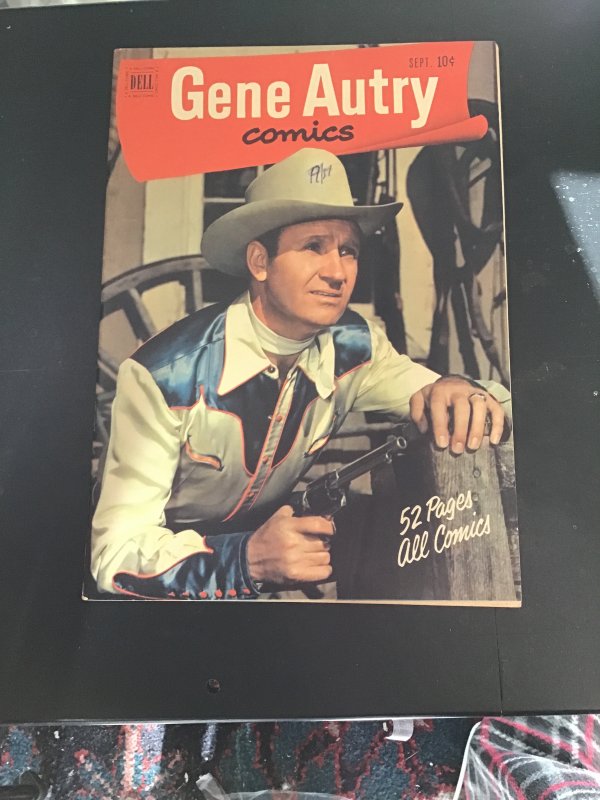 DELL
SEPT. 10¢
Gene Autry
comics
52 Pages
All Comics